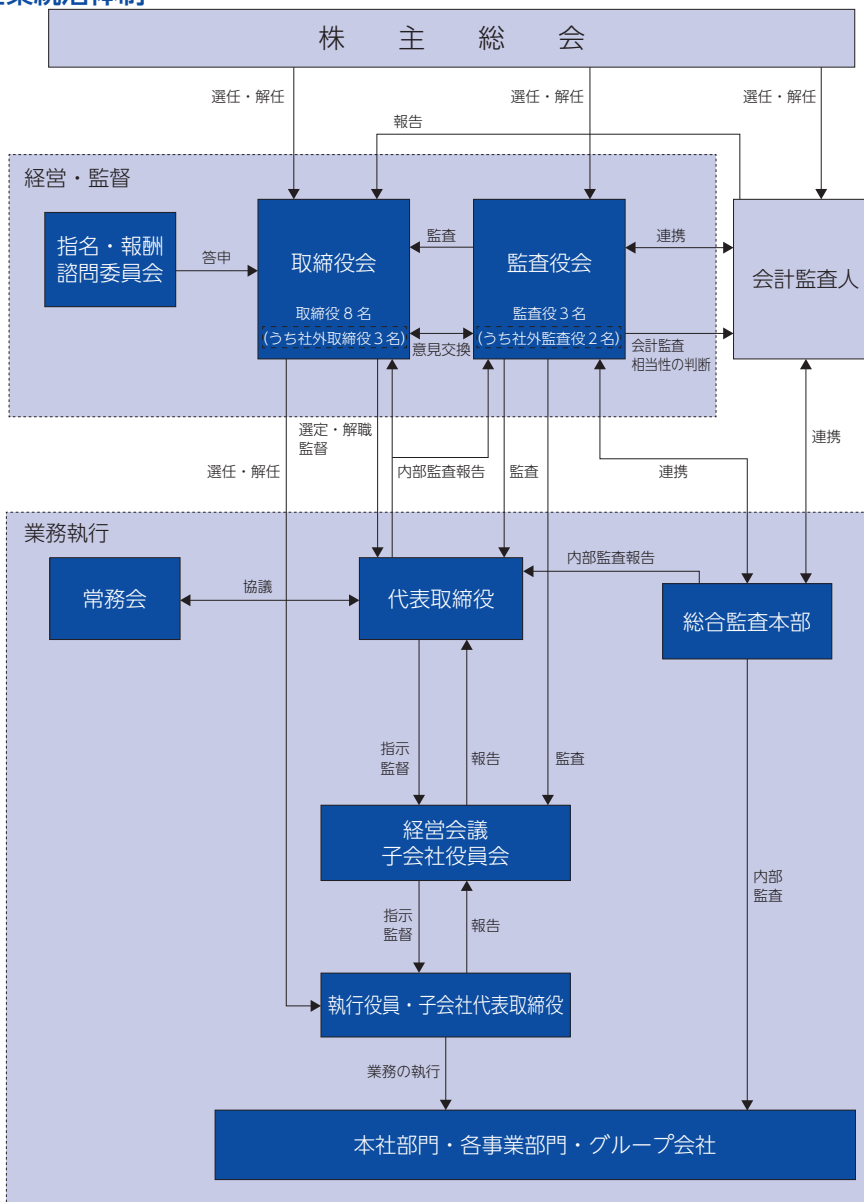 株主総会
選任・解任
選任・解任
選任・解任
報告
経営・監督
指名・報酬
諮問委員会
答申
取締役会
取締役8名
(うち社外取締役3名)
監査
意見交換
監査役会
監査役3名
(うち社外監査役2名)
連携
会計監査
相当性の判断
会計監査人
選任・解任
選定・解職
監督
内部監査報告
監査
連携
連携
業務執行
常務会
協議
代表取締役
内部監査報告
総合監査本部
指示
監督
報告
監査
経営会議
子会社役員会
指示
監督
報告
内部
監査
執行役員・子会社代表取締役
業務の執行
本社部門・各事業部門・グループ会社